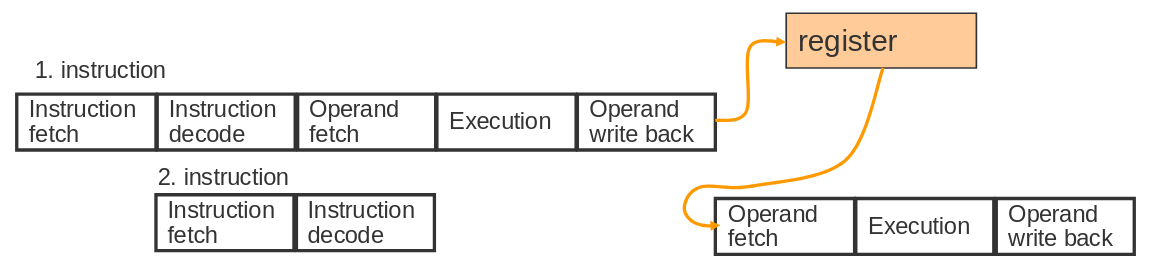 register
1. instruction
Instruction
fetch
Instruction
decode
Operand
fetch
Execution
Operand
write back
2. instruction
Instruction
fetch
Instruction
decode
Operand
fetch
Execution
Operand
write back